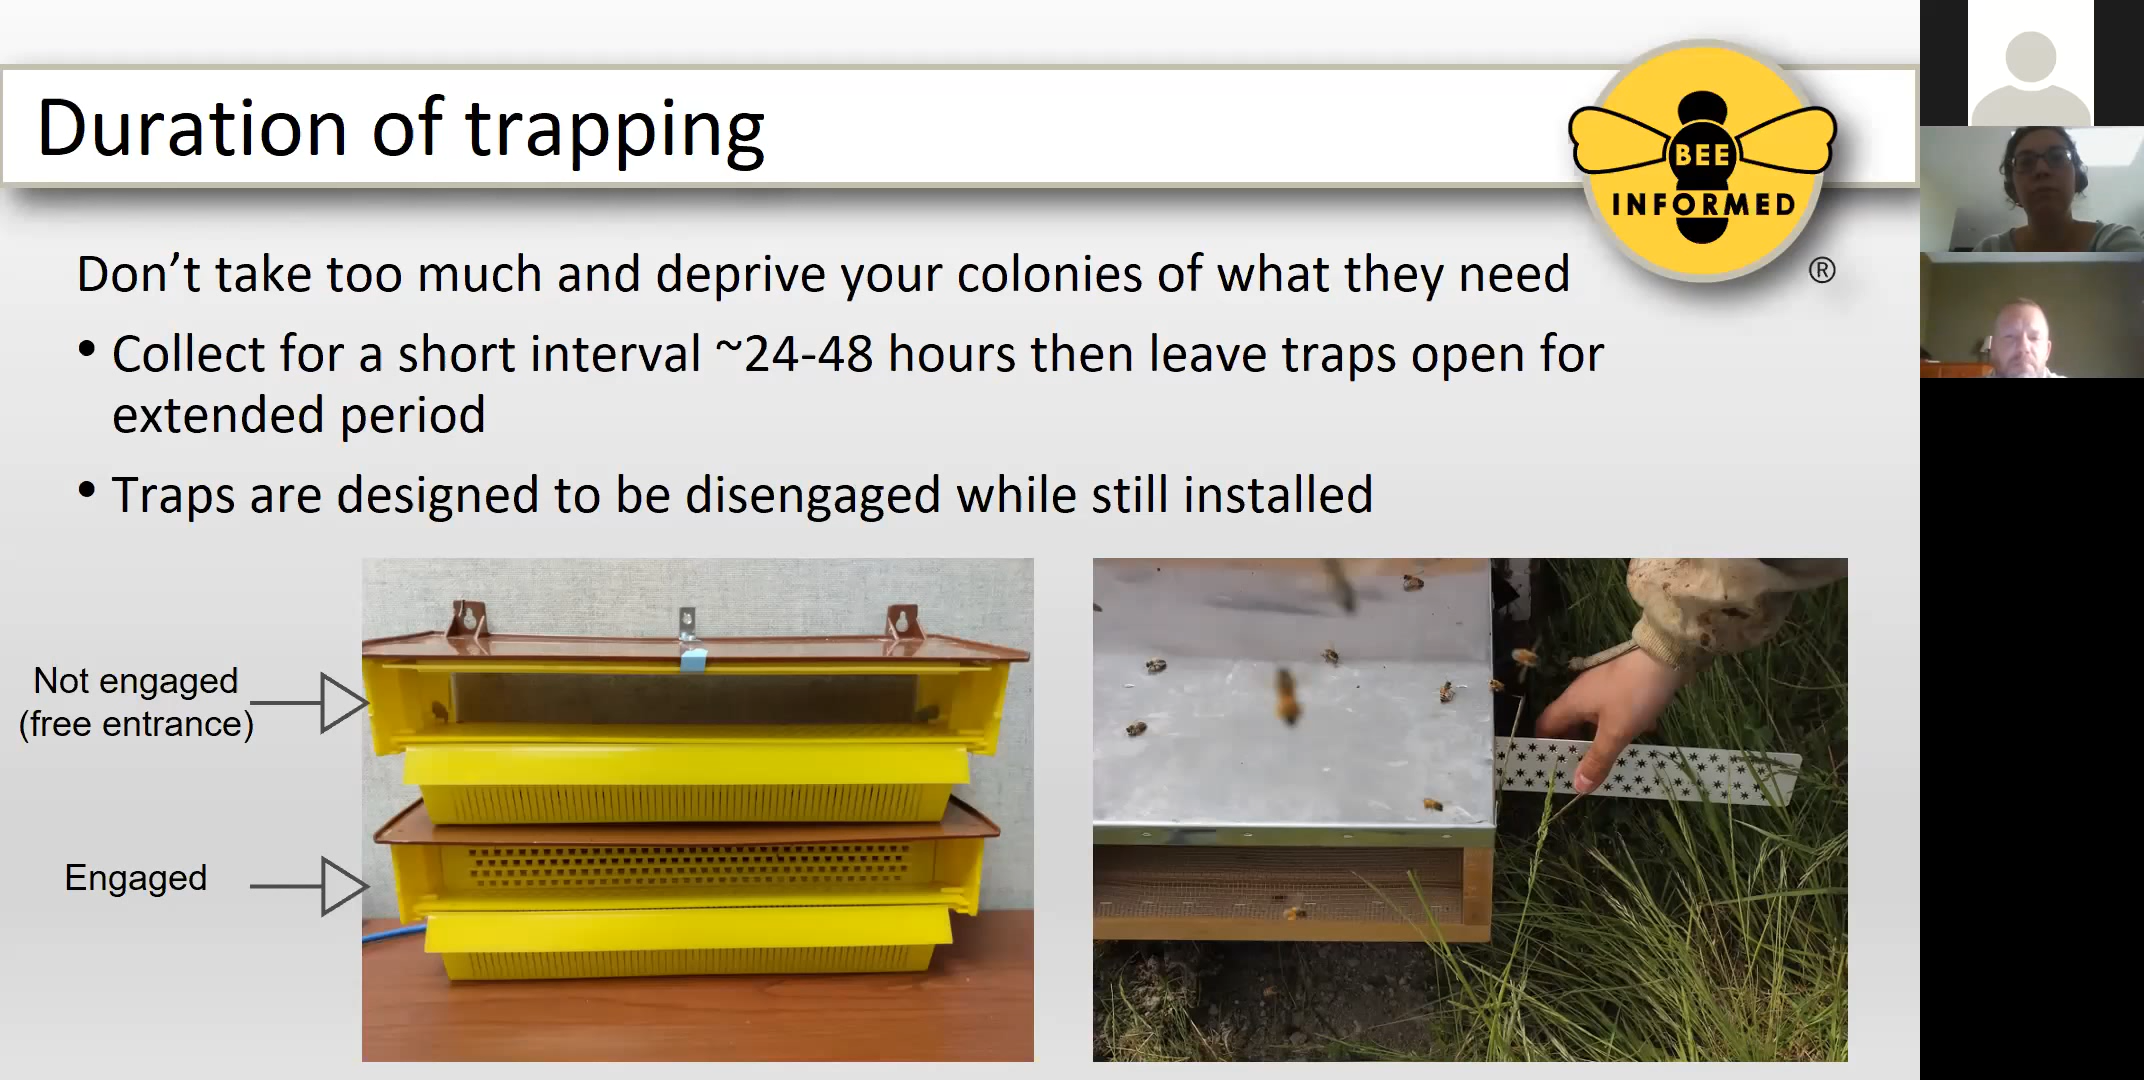 Duration of trapping
BEE
INFORMED
®
Don’t take too much and deprive your colonies of what they need
• Collect for a short interval ~24-48 hours then leave traps open for
extended period
• Traps are designed to be disengaged while still installed
Not engaged
(free entrance)
Engaged